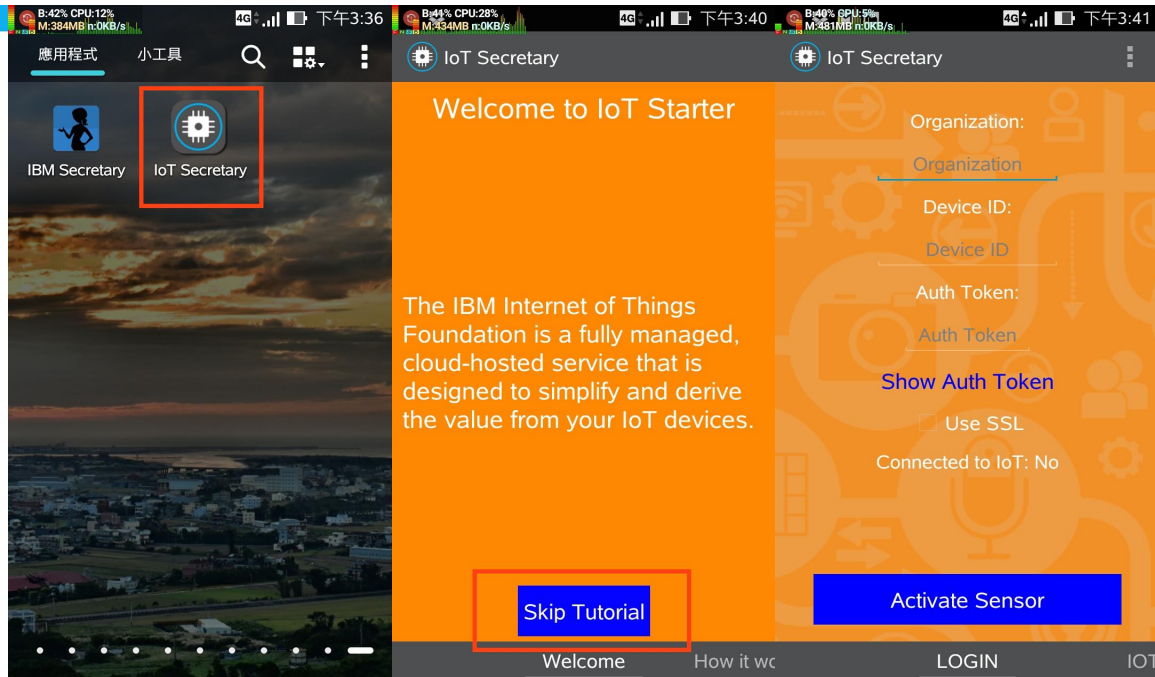 B:42% CPU:12%
M:384MB n:0KB/s
4G
下午3:36
應用程式
小工具
IBM Secretary
IoT Secretary
B:41% CPU:28%
M:434MB n:0KB/s
4G
下午3:40
IoT Secretary
Welcome to IoT Starter
The IBM Internet of Things
Foundation is a fully managed,
cloud-hosted service that is
designed to simplify and derive
the value from your IoT devices.
Skip Tutorial
Welcome
How it wo
B:40% CPU:5%
M:481MB n:0KB/s
4G
下午3:41
IoT Secretary
Organization:
Organization
Device ID:
Device ID
Auth Token:
Auth Token
Show Auth Token
Use SSL
Connected to IoT: No
Activate Sensor
LOGIN
IOT